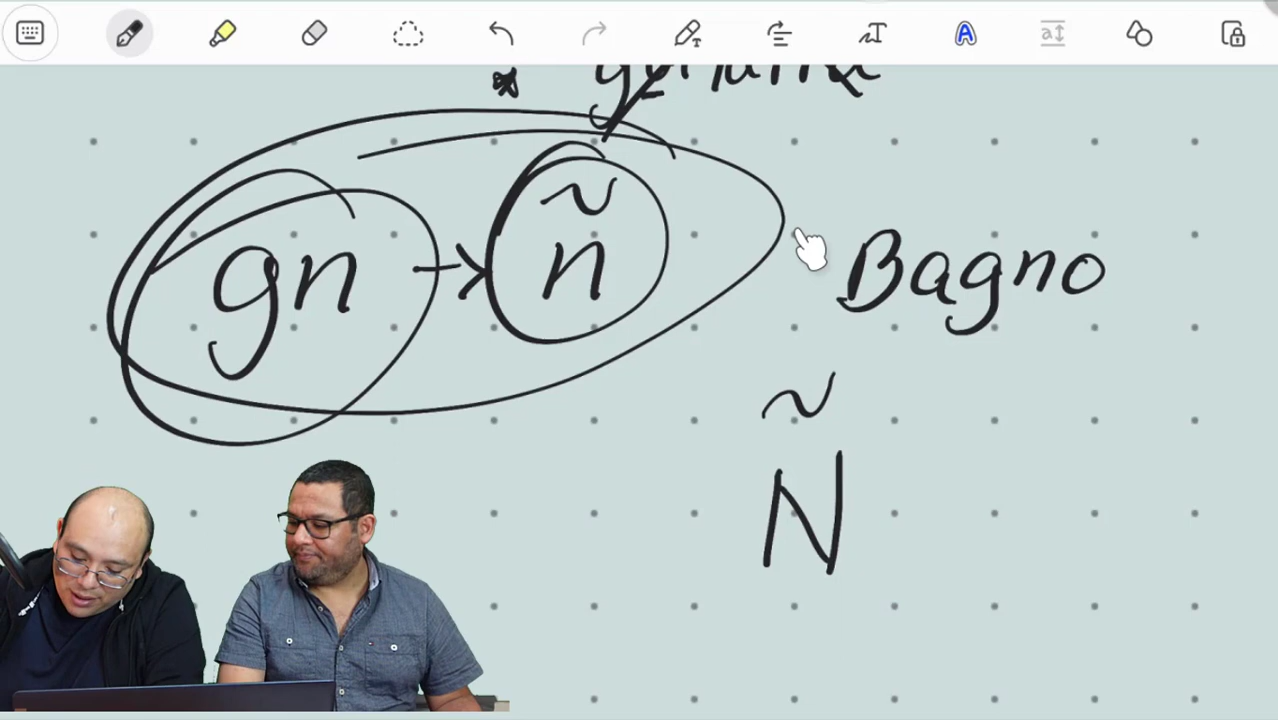 gn → ñ
Bagno
Ñ